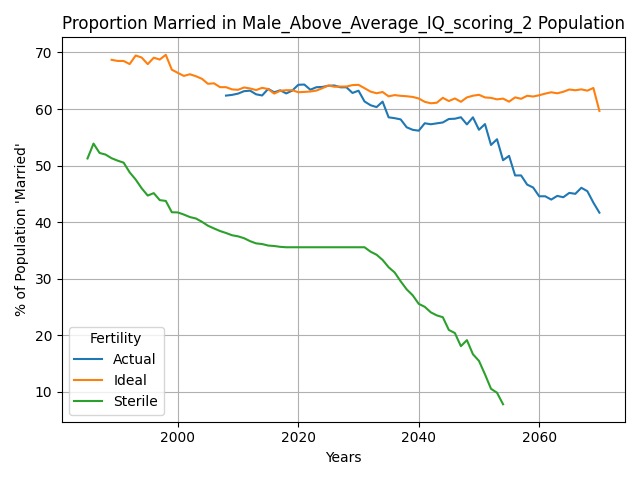 Proportion Married in Male_Above_Average_IQ_scoring_2 Population
% of Population 'Married'
70
60
50
40
30
20
10
Fertility
Actual
Ideal
Sterile
2000
2020
2040
2060
Years